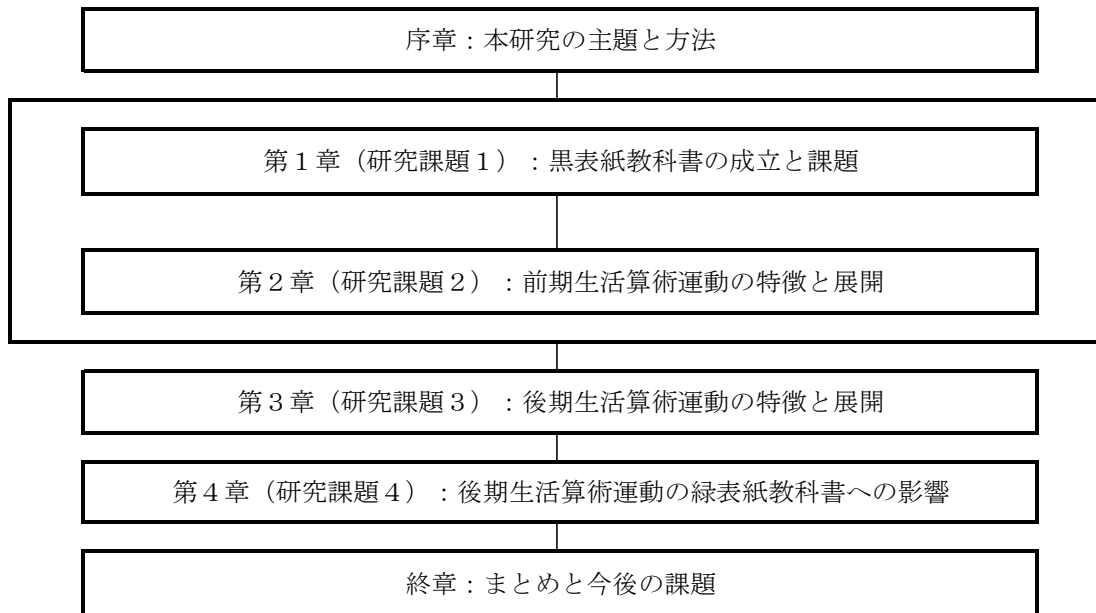 序章：本研究の主題と方法
第１章（研究課題１）：黒表紙教科書の成立と課題
第２章（研究課題２）：前期生活算術運動の特徴と展開
第３章（研究課題３）：後期生活算術運動の特徴と展開
第４章（研究課題４）：後期生活算術運動の緑表紙教科書への影響
終章：まとめと今後の課題